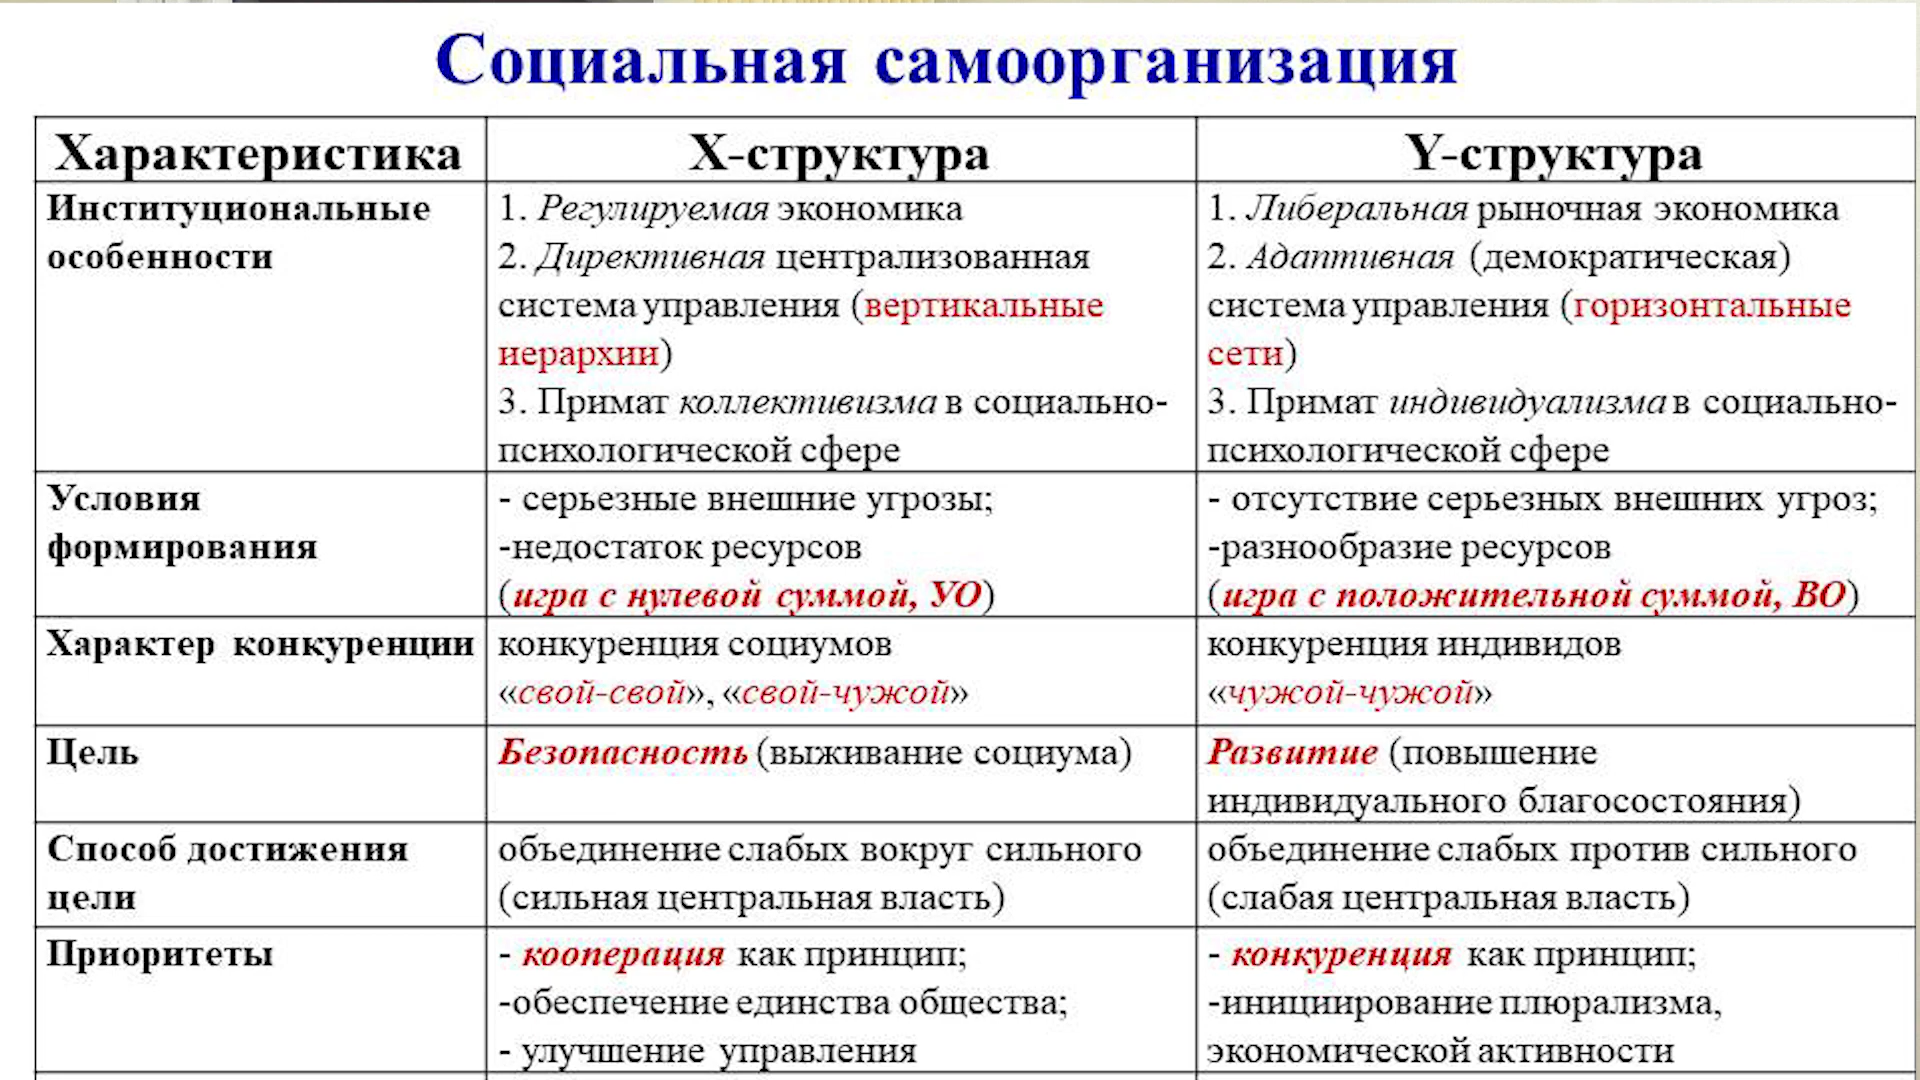 Социальная самоорганизация
Характеристика
X-структура
Y-структура
Институциональные
особенности
1. Регулируемая экономика
2. Директивная централизованная
система управления (вертикальные
иерархии)
3. Примат коллективизма в социально-
психологической сфере
1. Либеральная рыночная экономика
2. Адаптивная (демократическая)
система управления (горизонтальные
сети)
3. Примат индивидуализма в социально-
психологической сфере
Условия
формирования
- серьезные внешние угрозы;
-недостаток ресурсов
(игра с нулевой суммой, УО)
- отсутствие серьезных внешних угроз;
-разнообразие ресурсов
(игра с положительной суммой, ВО)
Характер конкуренции
конкуренция социумов
«свой-свой», «свой-чужой»
конкуренция индивидов
«чужой-чужой»
Цель
Безопасность (выживание социума)
Развитие (повышение
индивидуального благосостояния)
Способ достижения
цели
объединение слабых вокруг сильного
(сильная центральная власть)
объединение слабых против сильного
(слабая центральная власть)
Приоритеты
- кооперация как принцип;
-обеспечение единства общества;
- улучшение управления
- конкуренция как принцип;
-инициирование плюрализма,
экономической активности